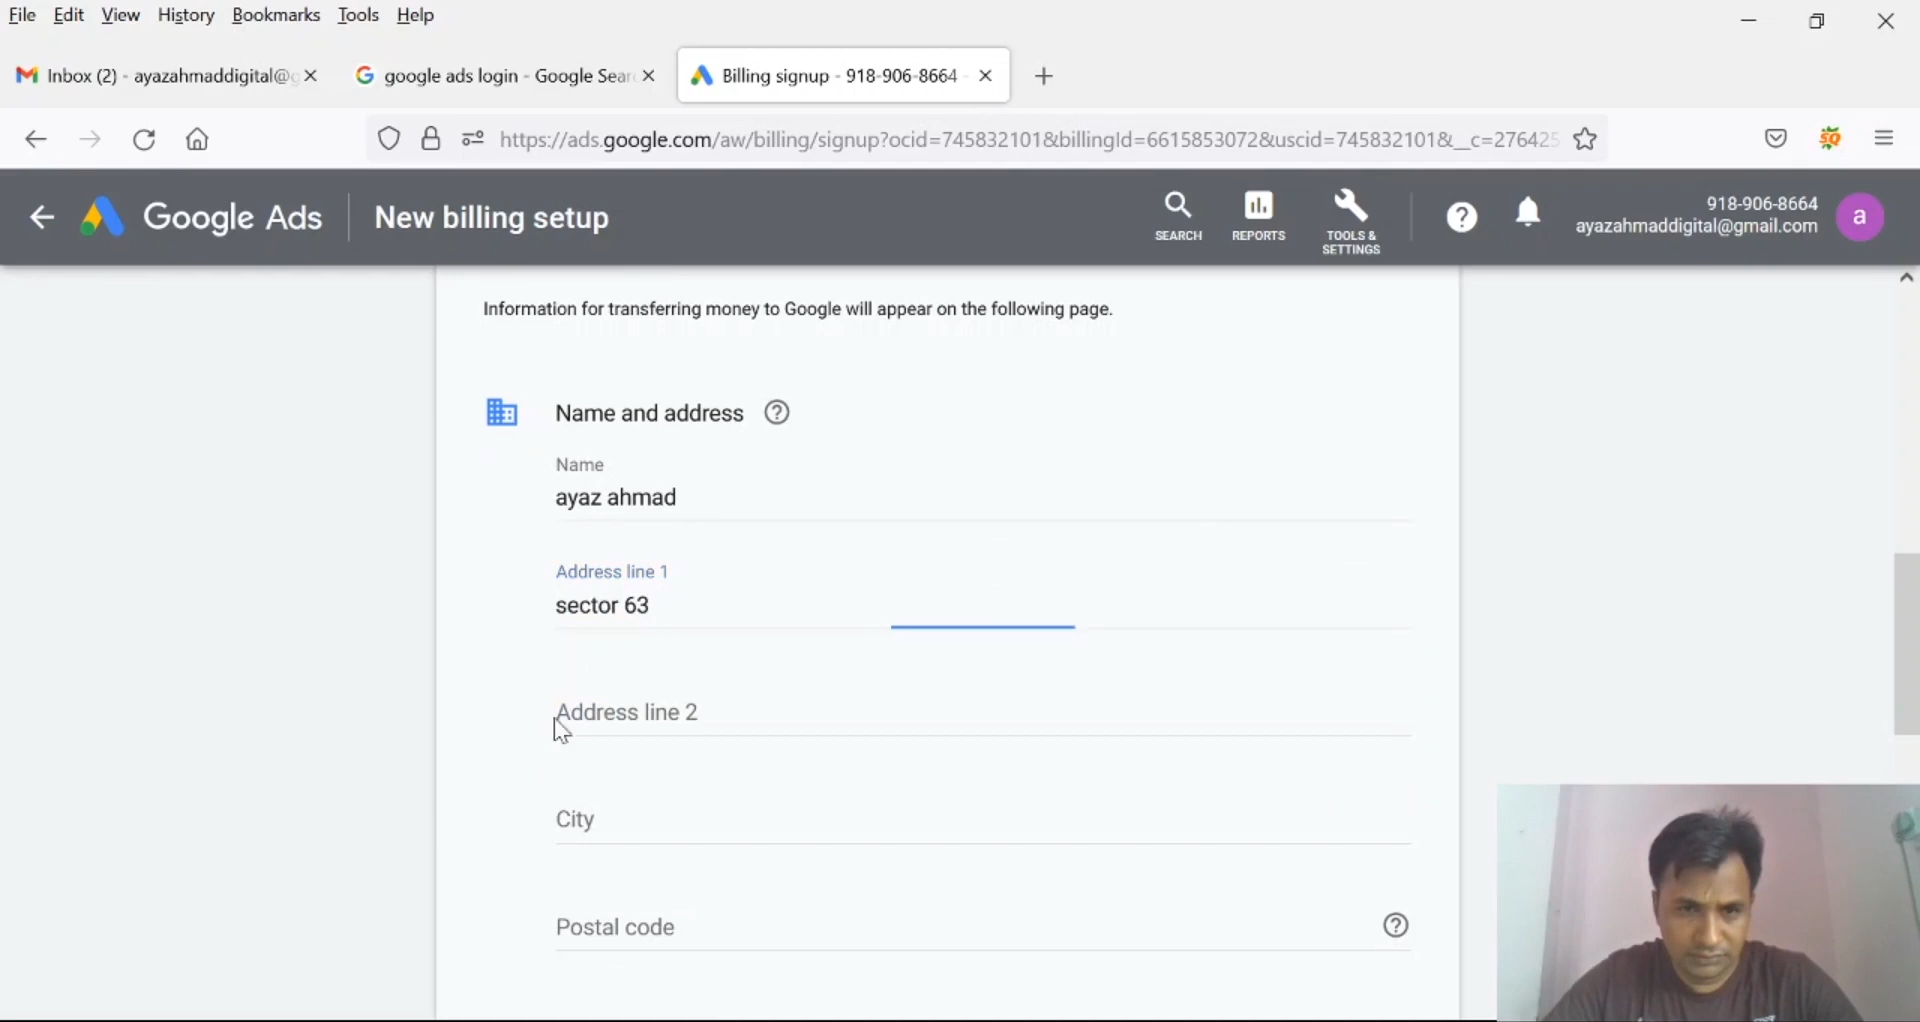 File Edit View History Bookmarks Tools Help
Inbox (2) - ayazahmaddigital@g
google ads login - Google Sear
Billing signup - 918-906-8664 -
https://ads.google.com/aw/billing/signup?ocid=745832101&billingId=6615853072&uscid=745832101&__c=276425
Google Ads
New billing setup
SEARCH
REPORTS
TOOLS &
SETTINGS
918-906-8664
ayazahmaddigital@gmail.com
a
Information for transferring money to Google will appear on the following page.
Name and address
Name
ayaz ahmad
Address line 1
sector 63
Address line 2
City
Postal code